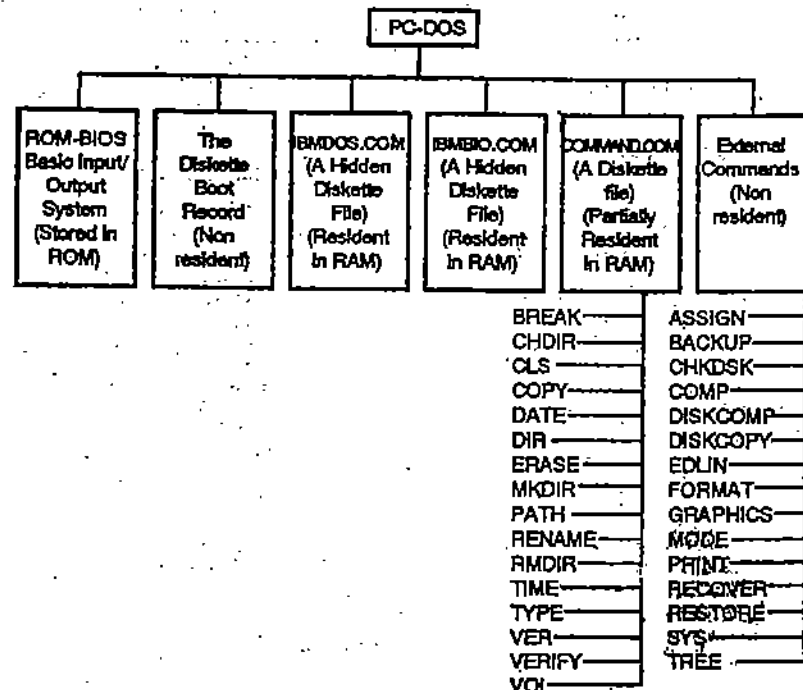 PC-DOS
ROM-BIOS
Basic Input/
Output
System
(Stored in
ROM)
The
Diskette
Boot
Record
(Non
resident)
IBMDOS.COM
(A Hidden
Diskette
File)
(Resident
In RAM)
IBMBIO.COM
(A Hidden
Diskette
File)
(Resident
In RAM)
COMMAND.COM
(A Diskette
file)
(Partially
Resident
In RAM)
External
Commands
(Non
resident)
BREAK
CHDIR
CLS
COPY
DATE
DIR
ERASE
MKDIR
PATH
RENAME
RMDIR
TIME
TYPE
VER
VERIFY
VOL
ASSIGN
BACKUP
CHKDSK
COMP
DISKCOMP
DISKCOPY
EDLIN
FORMAT
GRAPHICS
MODE
PRINT
RECOVER
RESTORE
SYS
TREE